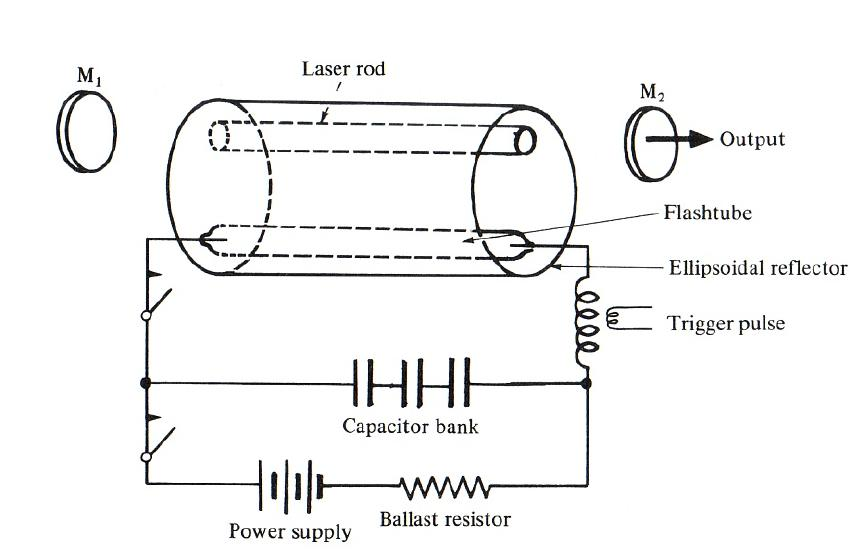 Laser rod
M1
M2
Output
Flashtube
Ellipsoidal reflector
Trigger pulse
Capacitor bank
Power supply
Ballast resistor